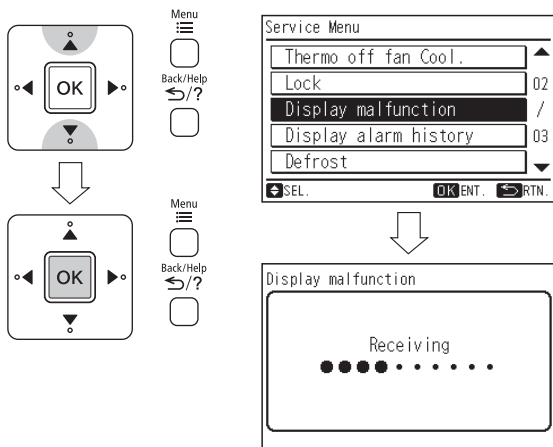 Menu
OK
Back/Help
/?
Menu
OK
Back/Help
/?
Service Menu
Thermo off fan Cool.
Lock
02
Display malfunction
/
Display alarm history
03
Defrost
SEL.
OK ENT.
RTN.
Display malfunction
Receiving